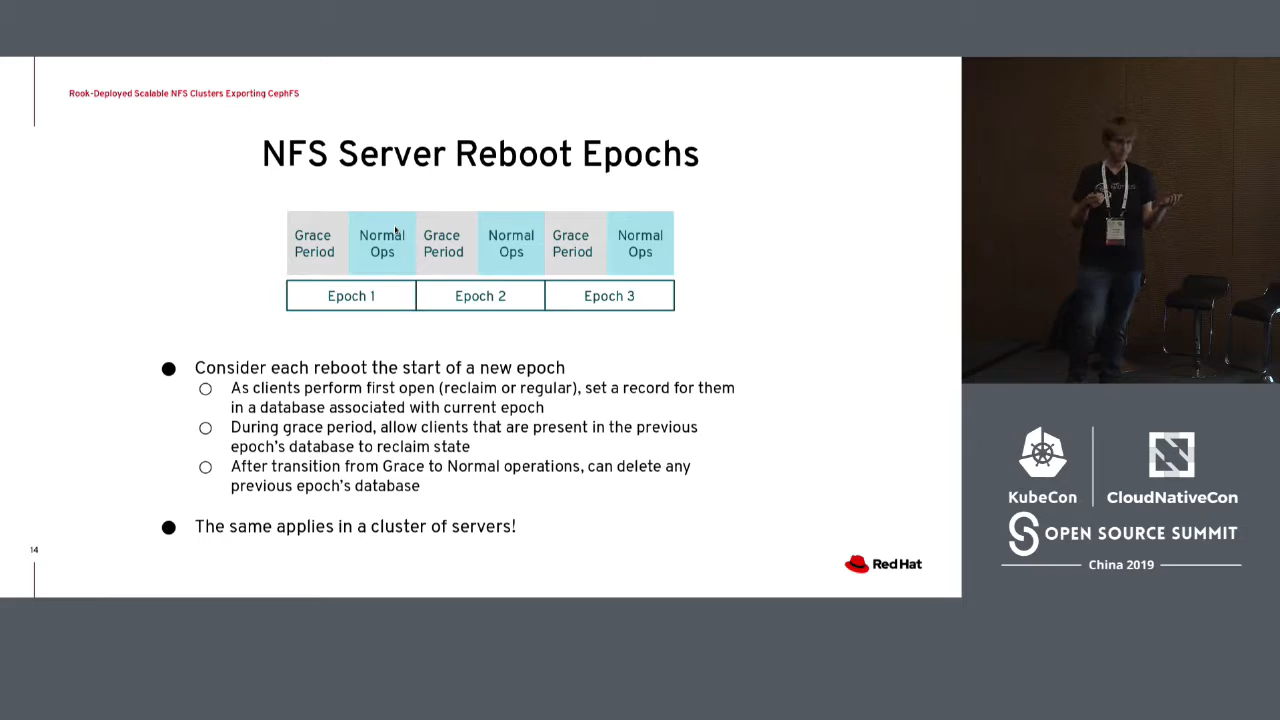 Rook-Deployed Scalable NFS Clusters Exporting CephFS
NFS Server Reboot Epochs
Grace Period
Normal Ops
Grace Period
Normal Ops
Grace Period
Normal Ops
Epoch 1
Epoch 2
Epoch 3
● Consider each reboot the start of a new epoch
○ As clients perform first open (reclaim or regular), set a record for them
in a database associated with current epoch
○ During grace period, allow clients that are present in the previous
epoch's database to reclaim state
○ After transition from Grace to Normal operations, can delete any
previous epoch's database
● The same applies in a cluster of servers!
14
Red Hat
KubeCon
CloudNativeCon
OPEN SOURCE SUMMIT
China 2019